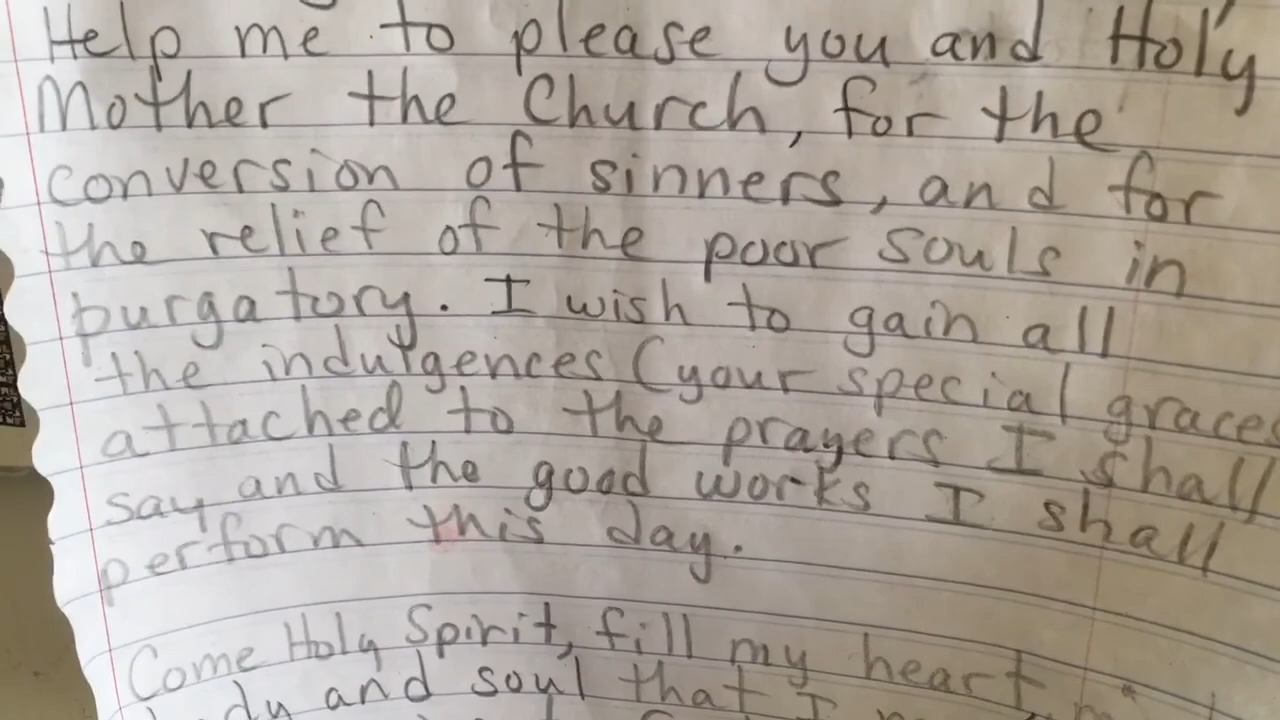 Help me to please you and Holy
Mother the Church, for the
conversion of sinners, and for
the relief of the poor souls in
purgatory. I wish to gain all
the indulgences (your special graces
attached to the prayers I shall
say and the good works I shall
perform this day.
Come Holy Spirit, fill my heart,
and soul that I